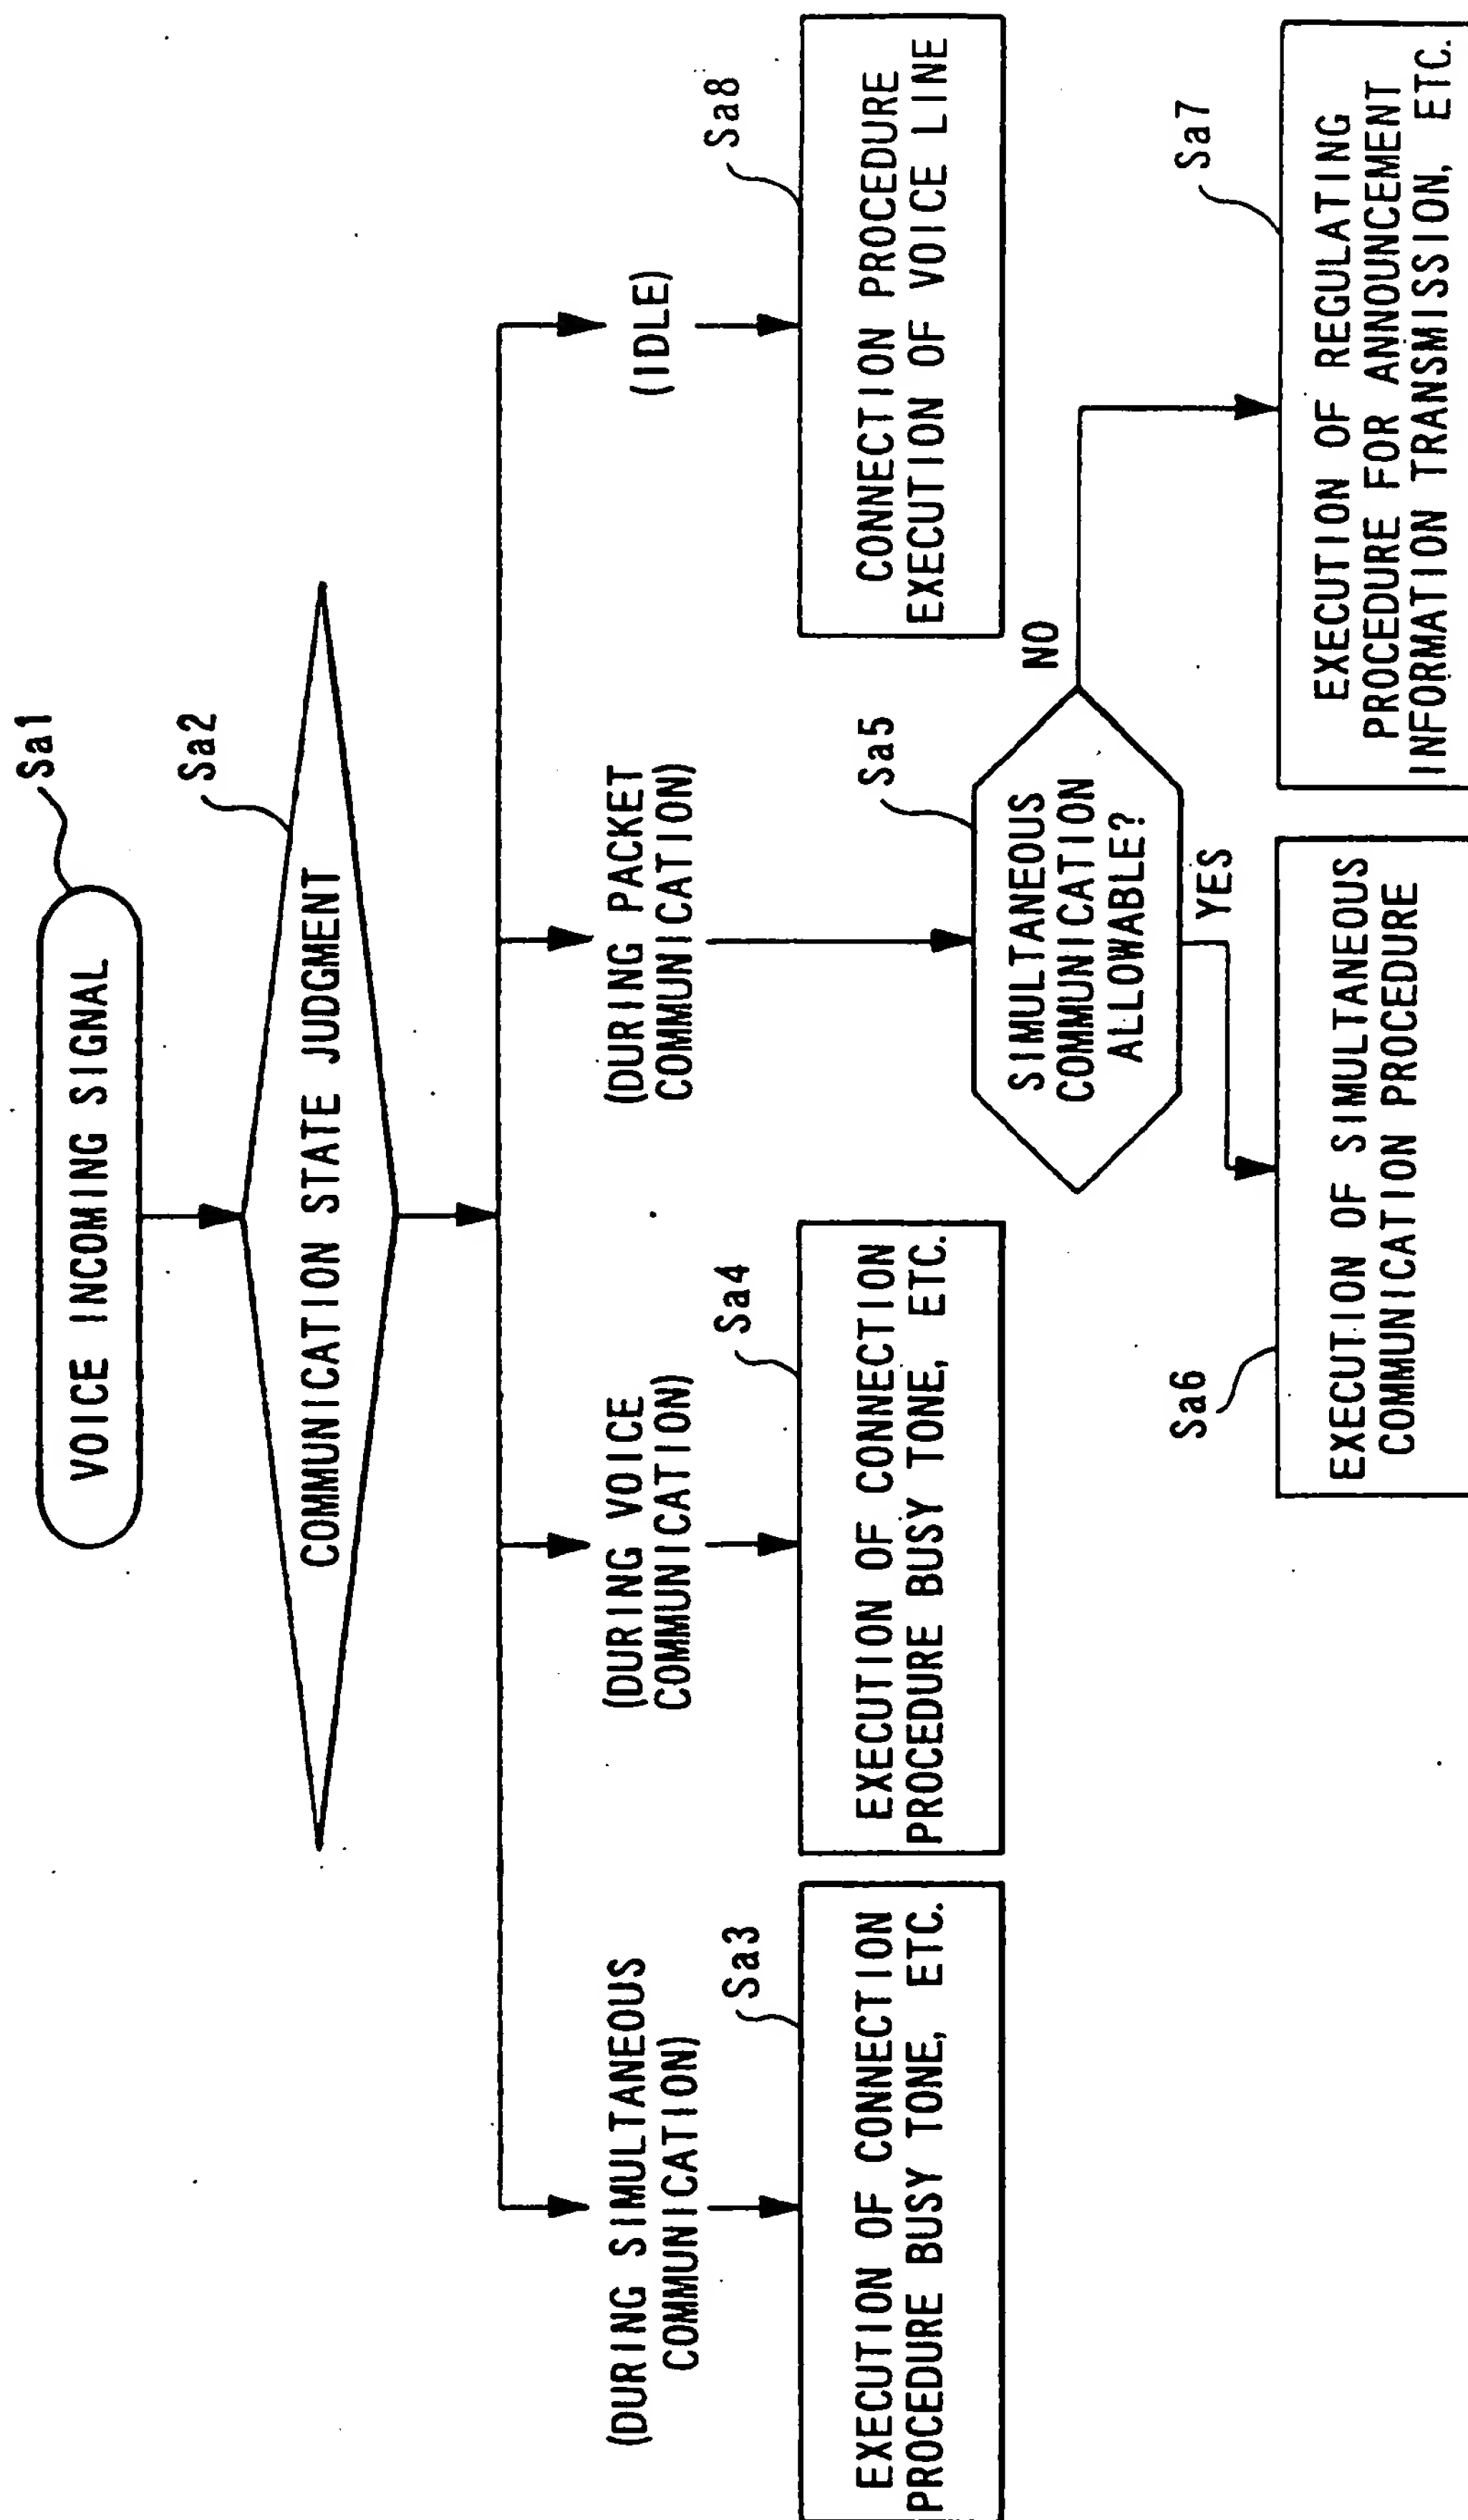 Sa1
VOICE INCOMING SIGNAL
Sa2
COMMUNICATION STATE JUDGMENT
(DURING SIMULTANEOUS
COMMUNICATION)
(DURING VOICE
COMMUNICATION)
(DURING PACKET
COMMUNICATION)
(IDLE)
Sa3
EXECUTION OF CONNECTION
PROCEDURE BUSY TONE, ETC.
Sa4
EXECUTION OF CONNECTION
PROCEDURE BUSY TONE, ETC.
Sa8
CONNECTION PROCEDURE
EXECUTION OF VOICE LINE
Sa5
SIMULTANEOUS
COMMUNICATION
ALLOWABLE?
NO
YES
Sa6
EXECUTION OF SIMULTANEOUS
COMMUNICATION PROCEDURE
Sa7
EXECUTION OF REGULATING
PROCEDURE FOR ANNOUNCEMENT
INFORMATION TRANSMISSION, ETC.